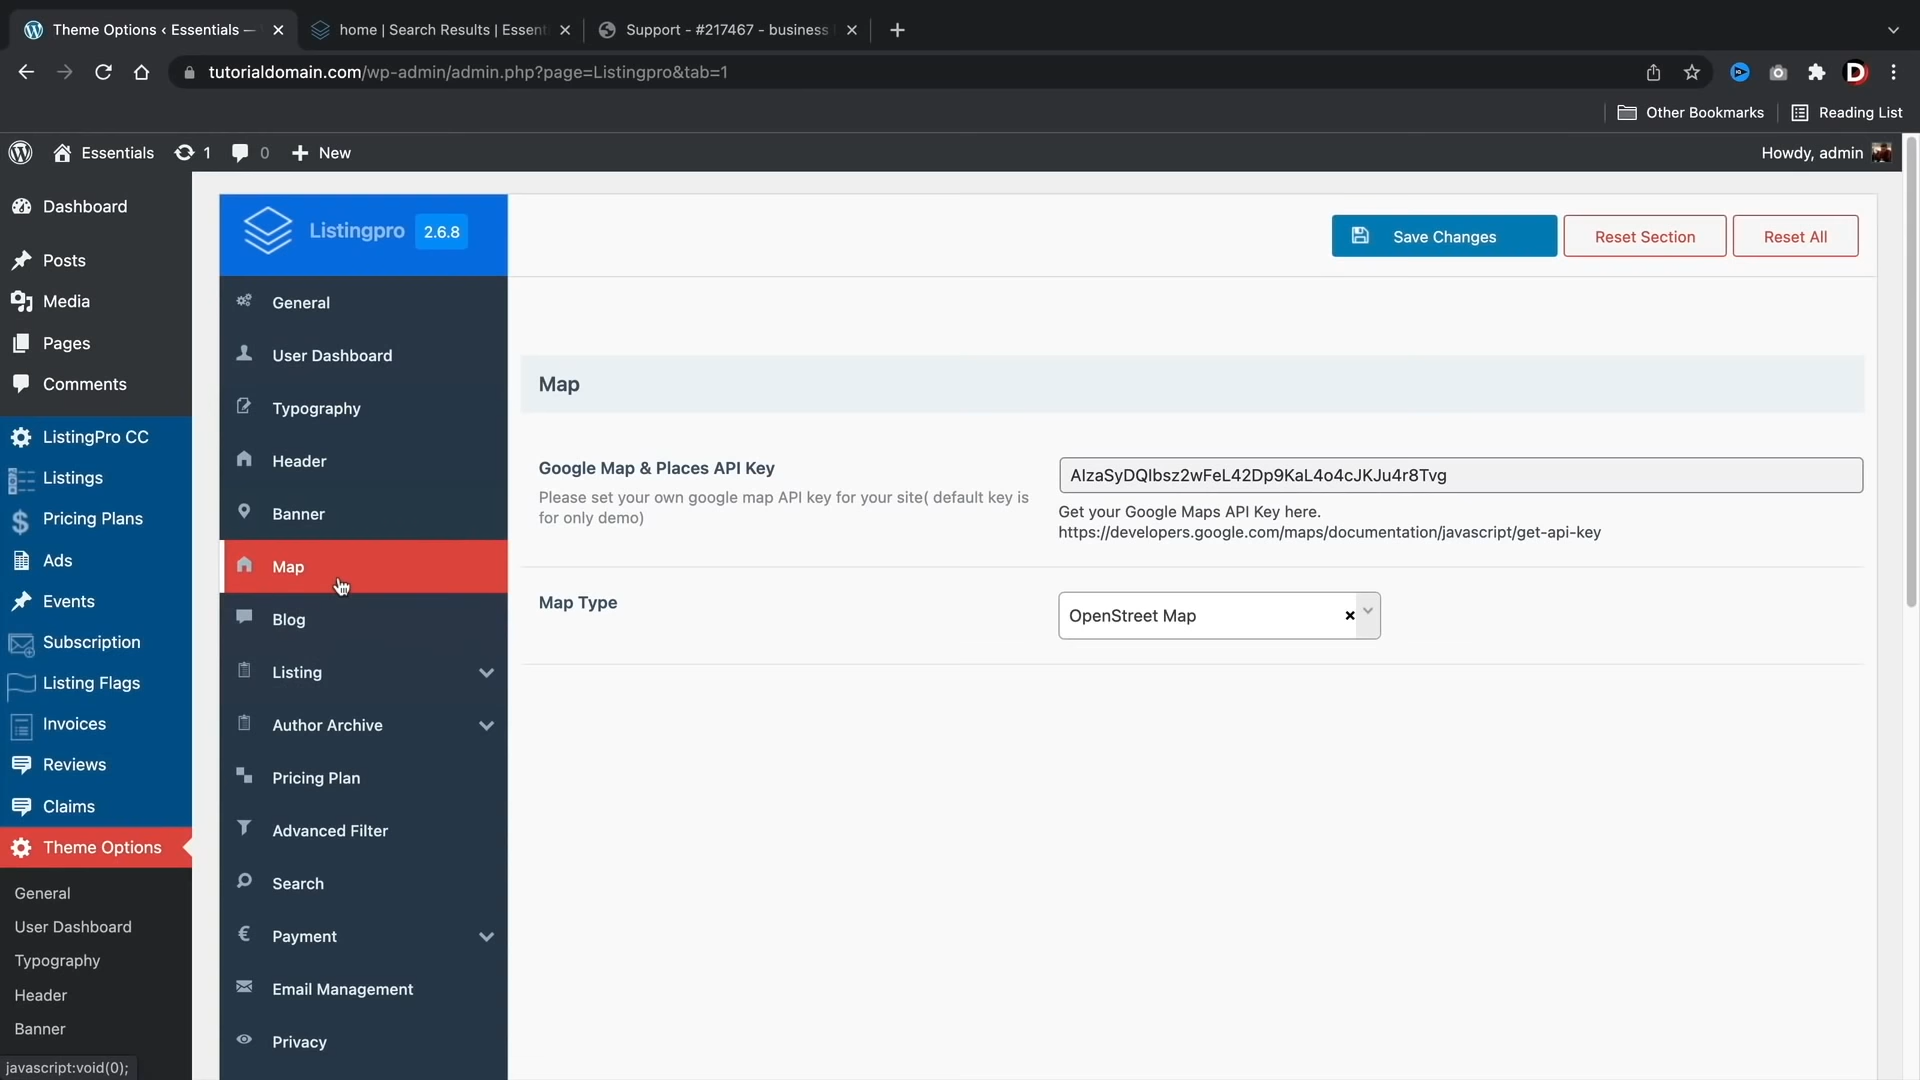 Theme Options ‹ Essentials —
home | Search Results | Essent
Support - #217467 - business
tutorialdomain.com/wp-admin/admin.php?page=Listingpro&tab=1
Other Bookmarks
Reading List
Essentials
1
0
New
Howdy, admin
Dashboard
Posts
Media
Pages
Comments
ListingPro CC
Listings
Pricing Plans
Ads
Events
Subscription
Listing Flags
Invoices
Reviews
Claims
Theme Options
General
User Dashboard
Typography
Header
Banner
javascript:void(0);
Listingpro 2.6.8
General
User Dashboard
Typography
Header
Banner
Map
Blog
Listing
Author Archive
Pricing Plan
Advanced Filter
Search
Payment
Email Management
Privacy
Save Changes
Reset Section
Reset All
Map
Google Map & Places API Key
Please set your own google map API key for your site( default key is
for only demo)
AIzaSyDQIbsz2wFeL42Dp9KaL4o4cJKJu4r8Tvg
Get your Google Maps API Key here.
https://developers.google.com/maps/documentation/javascript/get-api-key
Map Type
OpenStreet Map